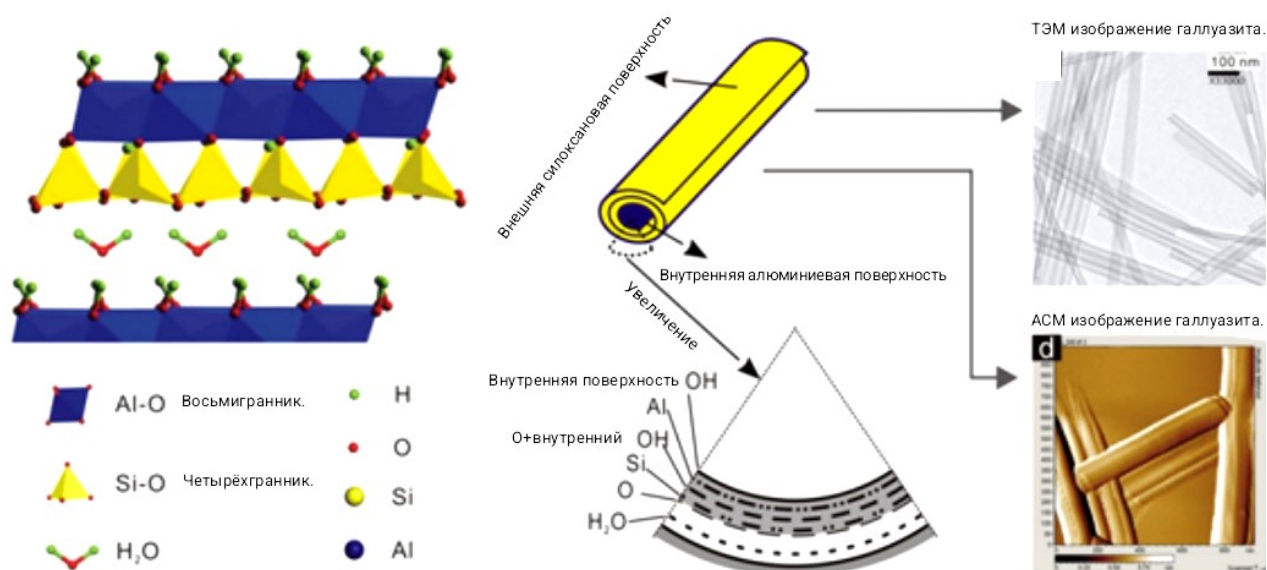 ТЭМ изображение галлуазита.
100 nm
X33000
Внешняя силоксановая поверхность
Внутренняя алюминиевая поверхность
увеличение
АСМ изображение галлуазита.
d
Внутренняя поверхность OH
Al
О+внутренний OH
Si
O
H₂O
Al-O Восьмигранник.
Si-O Четырёхгранник.
H₂O
H
O
Si
Al